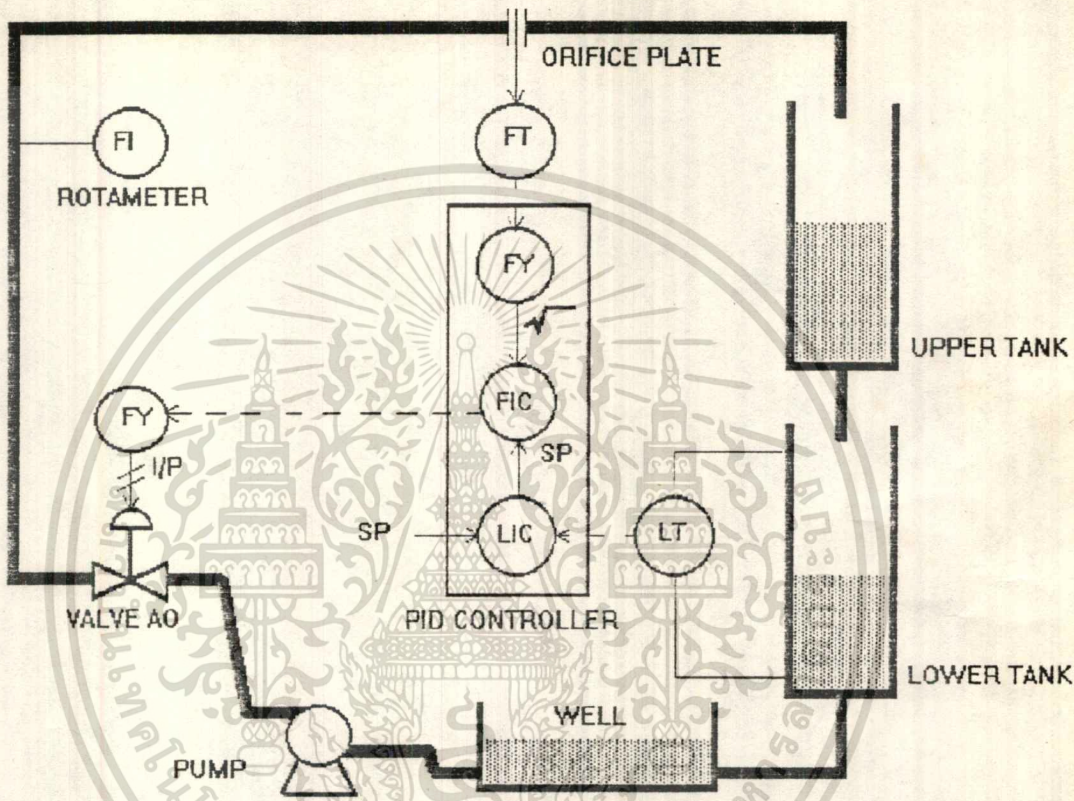 ORIFICE PLATE
FI
FT
ROTAMETER
FY
UPPER TANK
FIC
FY
SP
I/P
SP
LIC
LT
VALVE AO
PID CONTROLLER
LOWER TANK
WELL
PUMP